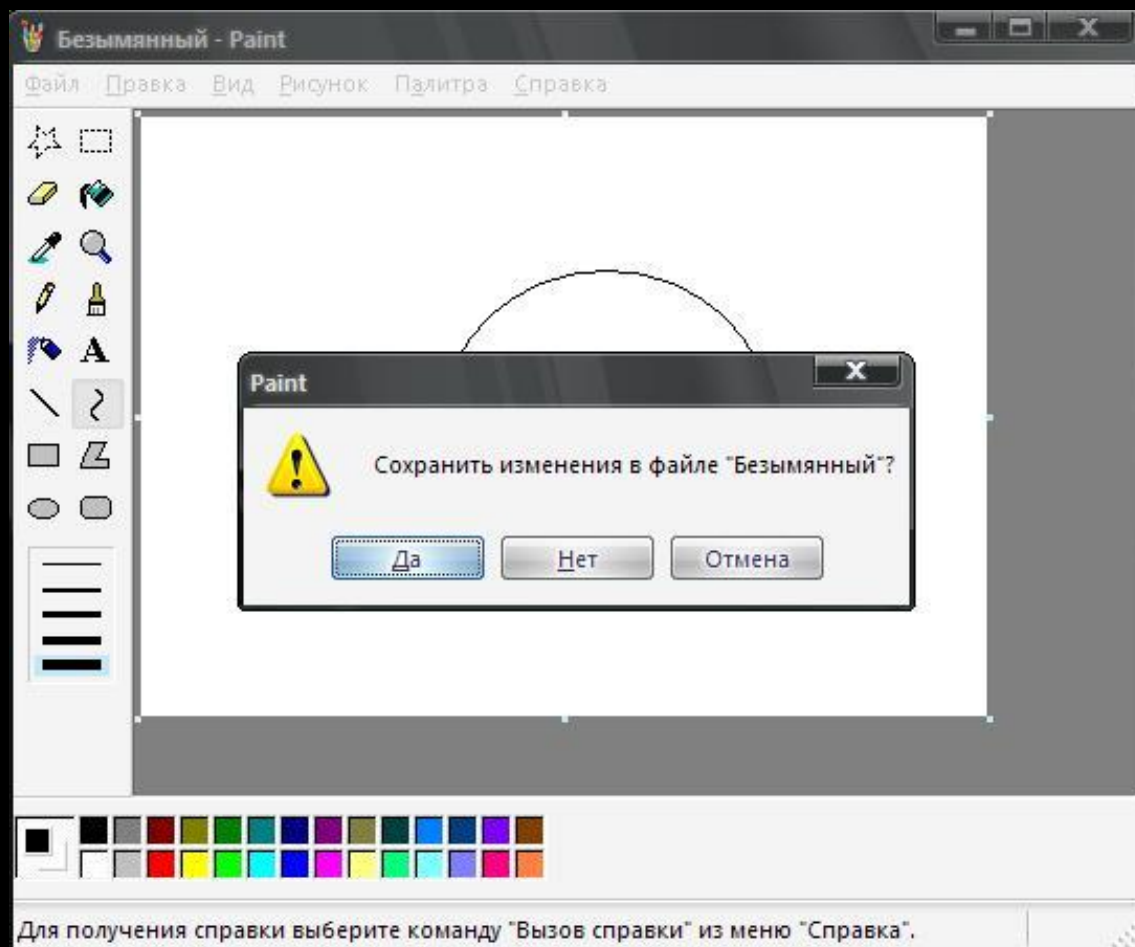 Безымянный - Paint
Файл Правка Вид Рисунок Палитра Справка
Paint
Сохранить изменения в файле "Безымянный"?
Да Нет Отмена
Для получения справки выберите команду "Вызов справки" из меню "Справка".